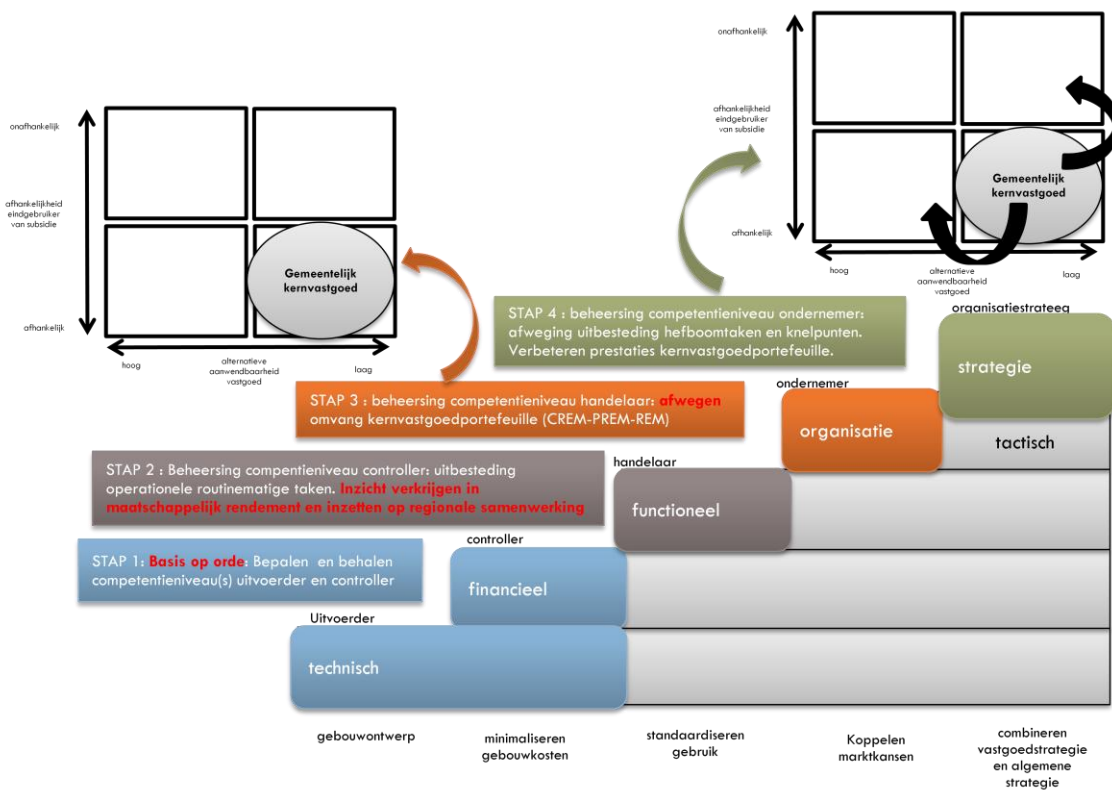 onafhankelijk
afhankelijkheid
eindgebruiker
van subsidie
afhankelijk
Gemeentelijk
kernvastgoed
hoog
alternatieve
aanwendbaarheid
vastgoed
laag
onafhankelijk
afhankelijkheid
eindgebruiker
van subsidie
afhankelijk
Gemeentelijk
kernvastgoed
hoog
alternatieve
aanwendbaarheid
vastgoed
laag
STAP 4 : beheersing competentieniveau ondernemer:
afweging uitbesteding hefboomtaken en knelpunten.
Verbeteren prestaties kernvastgoedportefeuille.
organisatiestrateeg
strategie
tactisch
STAP 3 : beheersing competentieniveau handelaar: afwegen
omvang kernvastgoedportefeuille (CREM-PREM-REM)
ondernemer
organisatie
STAP 2 : Beheersing compentieniveau controller: uitbesteding
operationele routinematige taken. Inzicht verkrijgen in
maatschappelijk rendement en inzetten op regionale samenwerking
handelaar
functioneel
STAP 1: Basis op orde: Bepalen en behalen
competentieniveau(s) uitvoerder en controller
controller
financieel
Uitvoerder
technisch
gebouwontwerp
minimaliseren
gebouwkosten
standaardiseren
gebruik
Koppelen
marktkansen
combineren
vastgoedstrategie
en algemene
strategie